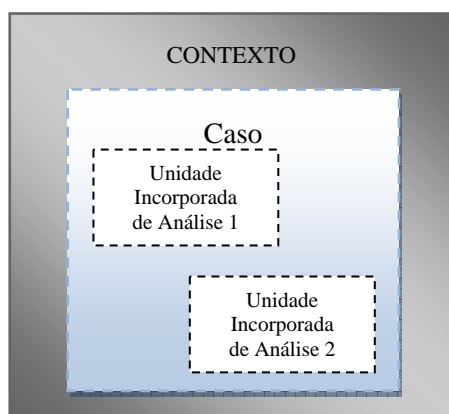 CONTEXTO
Caso
Unidade
Incorporada
de Análise 1
Unidade
Incorporada
de Análise 2